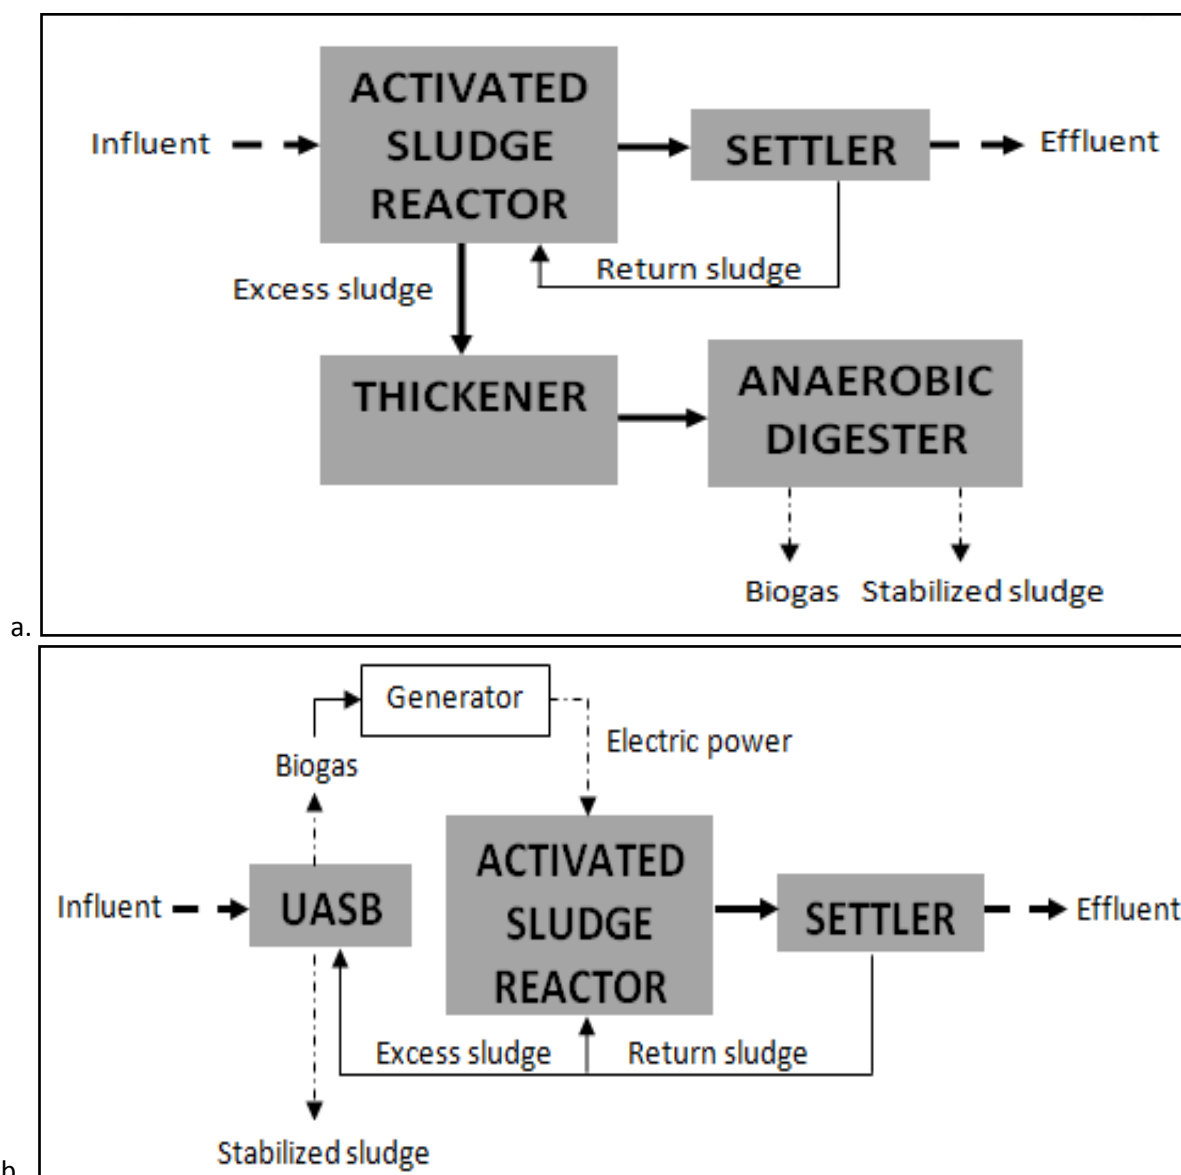 ACTIVATED
SLUDGE
REACTOR
Influent
SETTLER
Effluent
Return sludge
Excess sludge
THICKENER
ANAEROBIC
DIGESTER
Biogas
Stabilized sludge
a.
Generator
Electric power
Biogas
ACTIVATED
SLUDGE
REACTOR
Influent
UASB
SETTLER
Effluent
Excess sludge
Return sludge
Stabilized sludge
b.